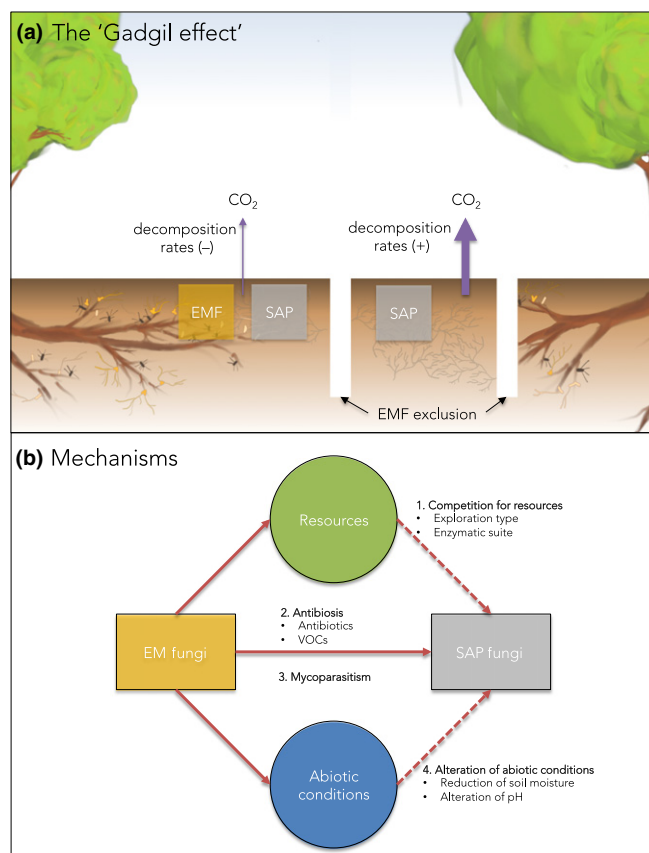 (a) The ‘Gadgil effect’
CO₂
decomposition
rates (–)
CO₂
decomposition
rates (+)
EMF
SAP
SAP
EMF exclusion
(b) Mechanisms
Resources
1. Competition for resources
• Exploration type
• Enzymatic suite
2. Antibiosis
• Antibiotics
• VOCs
EM fungi
SAP fungi
3. Mycoparasitism
Abiotic
conditions
4. Alteration of abiotic conditions
• Reduction of soil moisture
• Alteration of pH